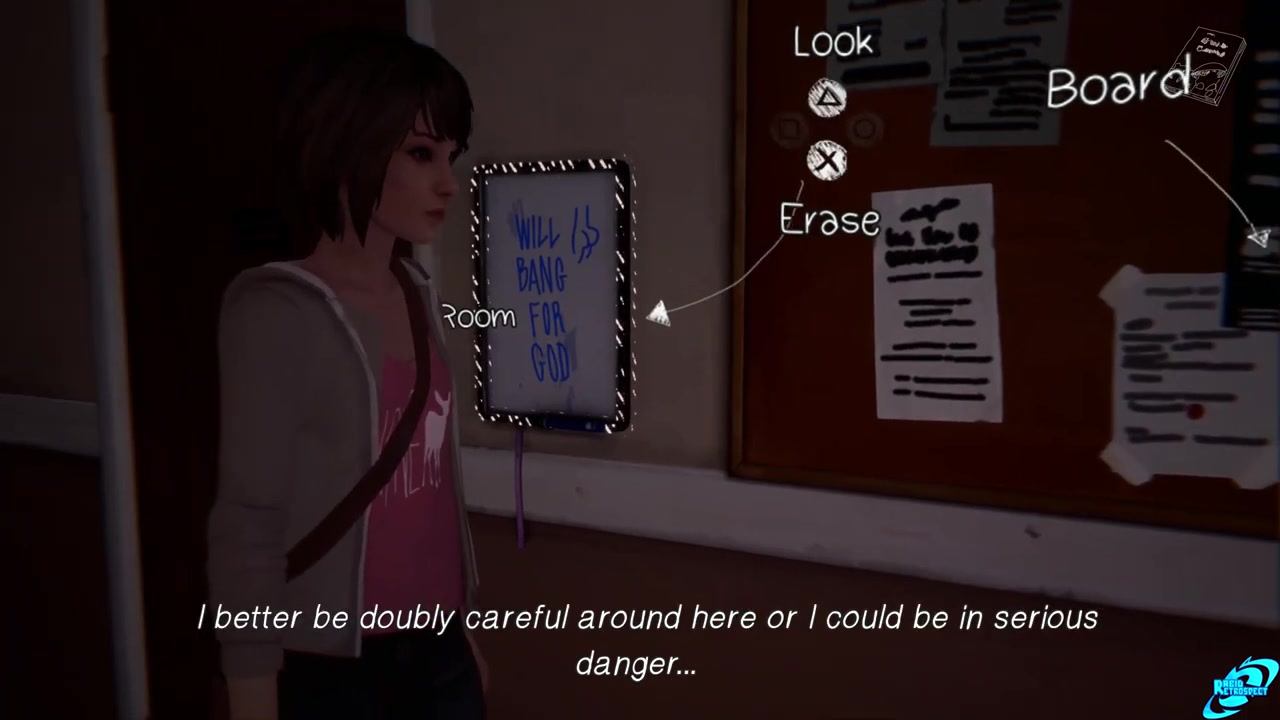 Look
Board
Erase
Room
WILL
BANG
FOR
GOD
I better be doubly careful around here or I could be in serious
danger...
RETROSPECT